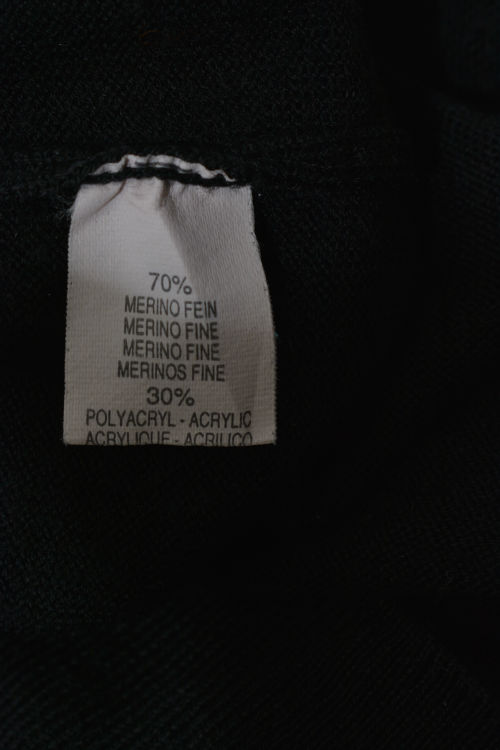 70%
MERINO FEIN
MERINO FINE
MERINO FINE
MERINOS FINE
30%
POLYACRYL - ACRYLIC
ACRYLIQUE - ACRILICO